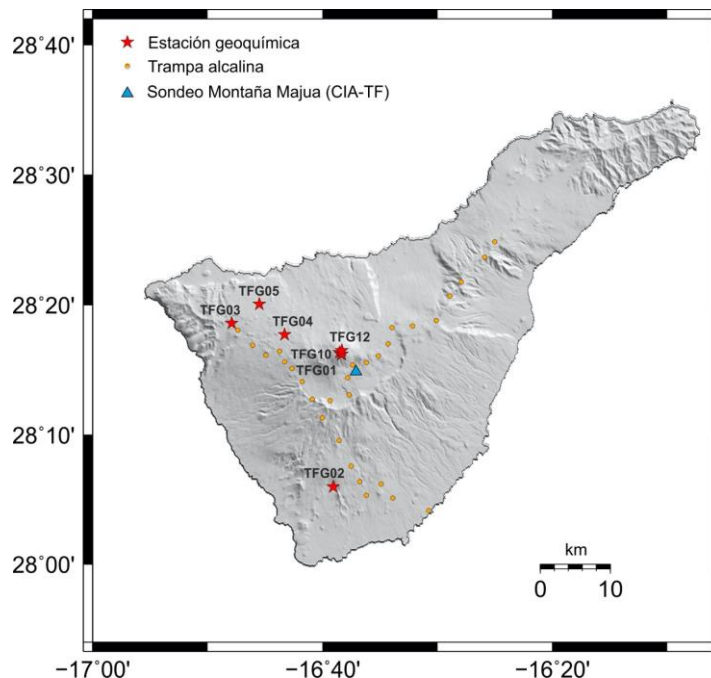 28°40'
Estación geoquímica
Trampa alcalina
Sondeo Montaña Majua (CIA-TF)
28°30'
28°20'
TFG05
TFG03
TFG04
TFG12
TFG10
TFG01
28°10'
TFG02
km
28°00'
0 10
−17°00' −16°40' −16°20'